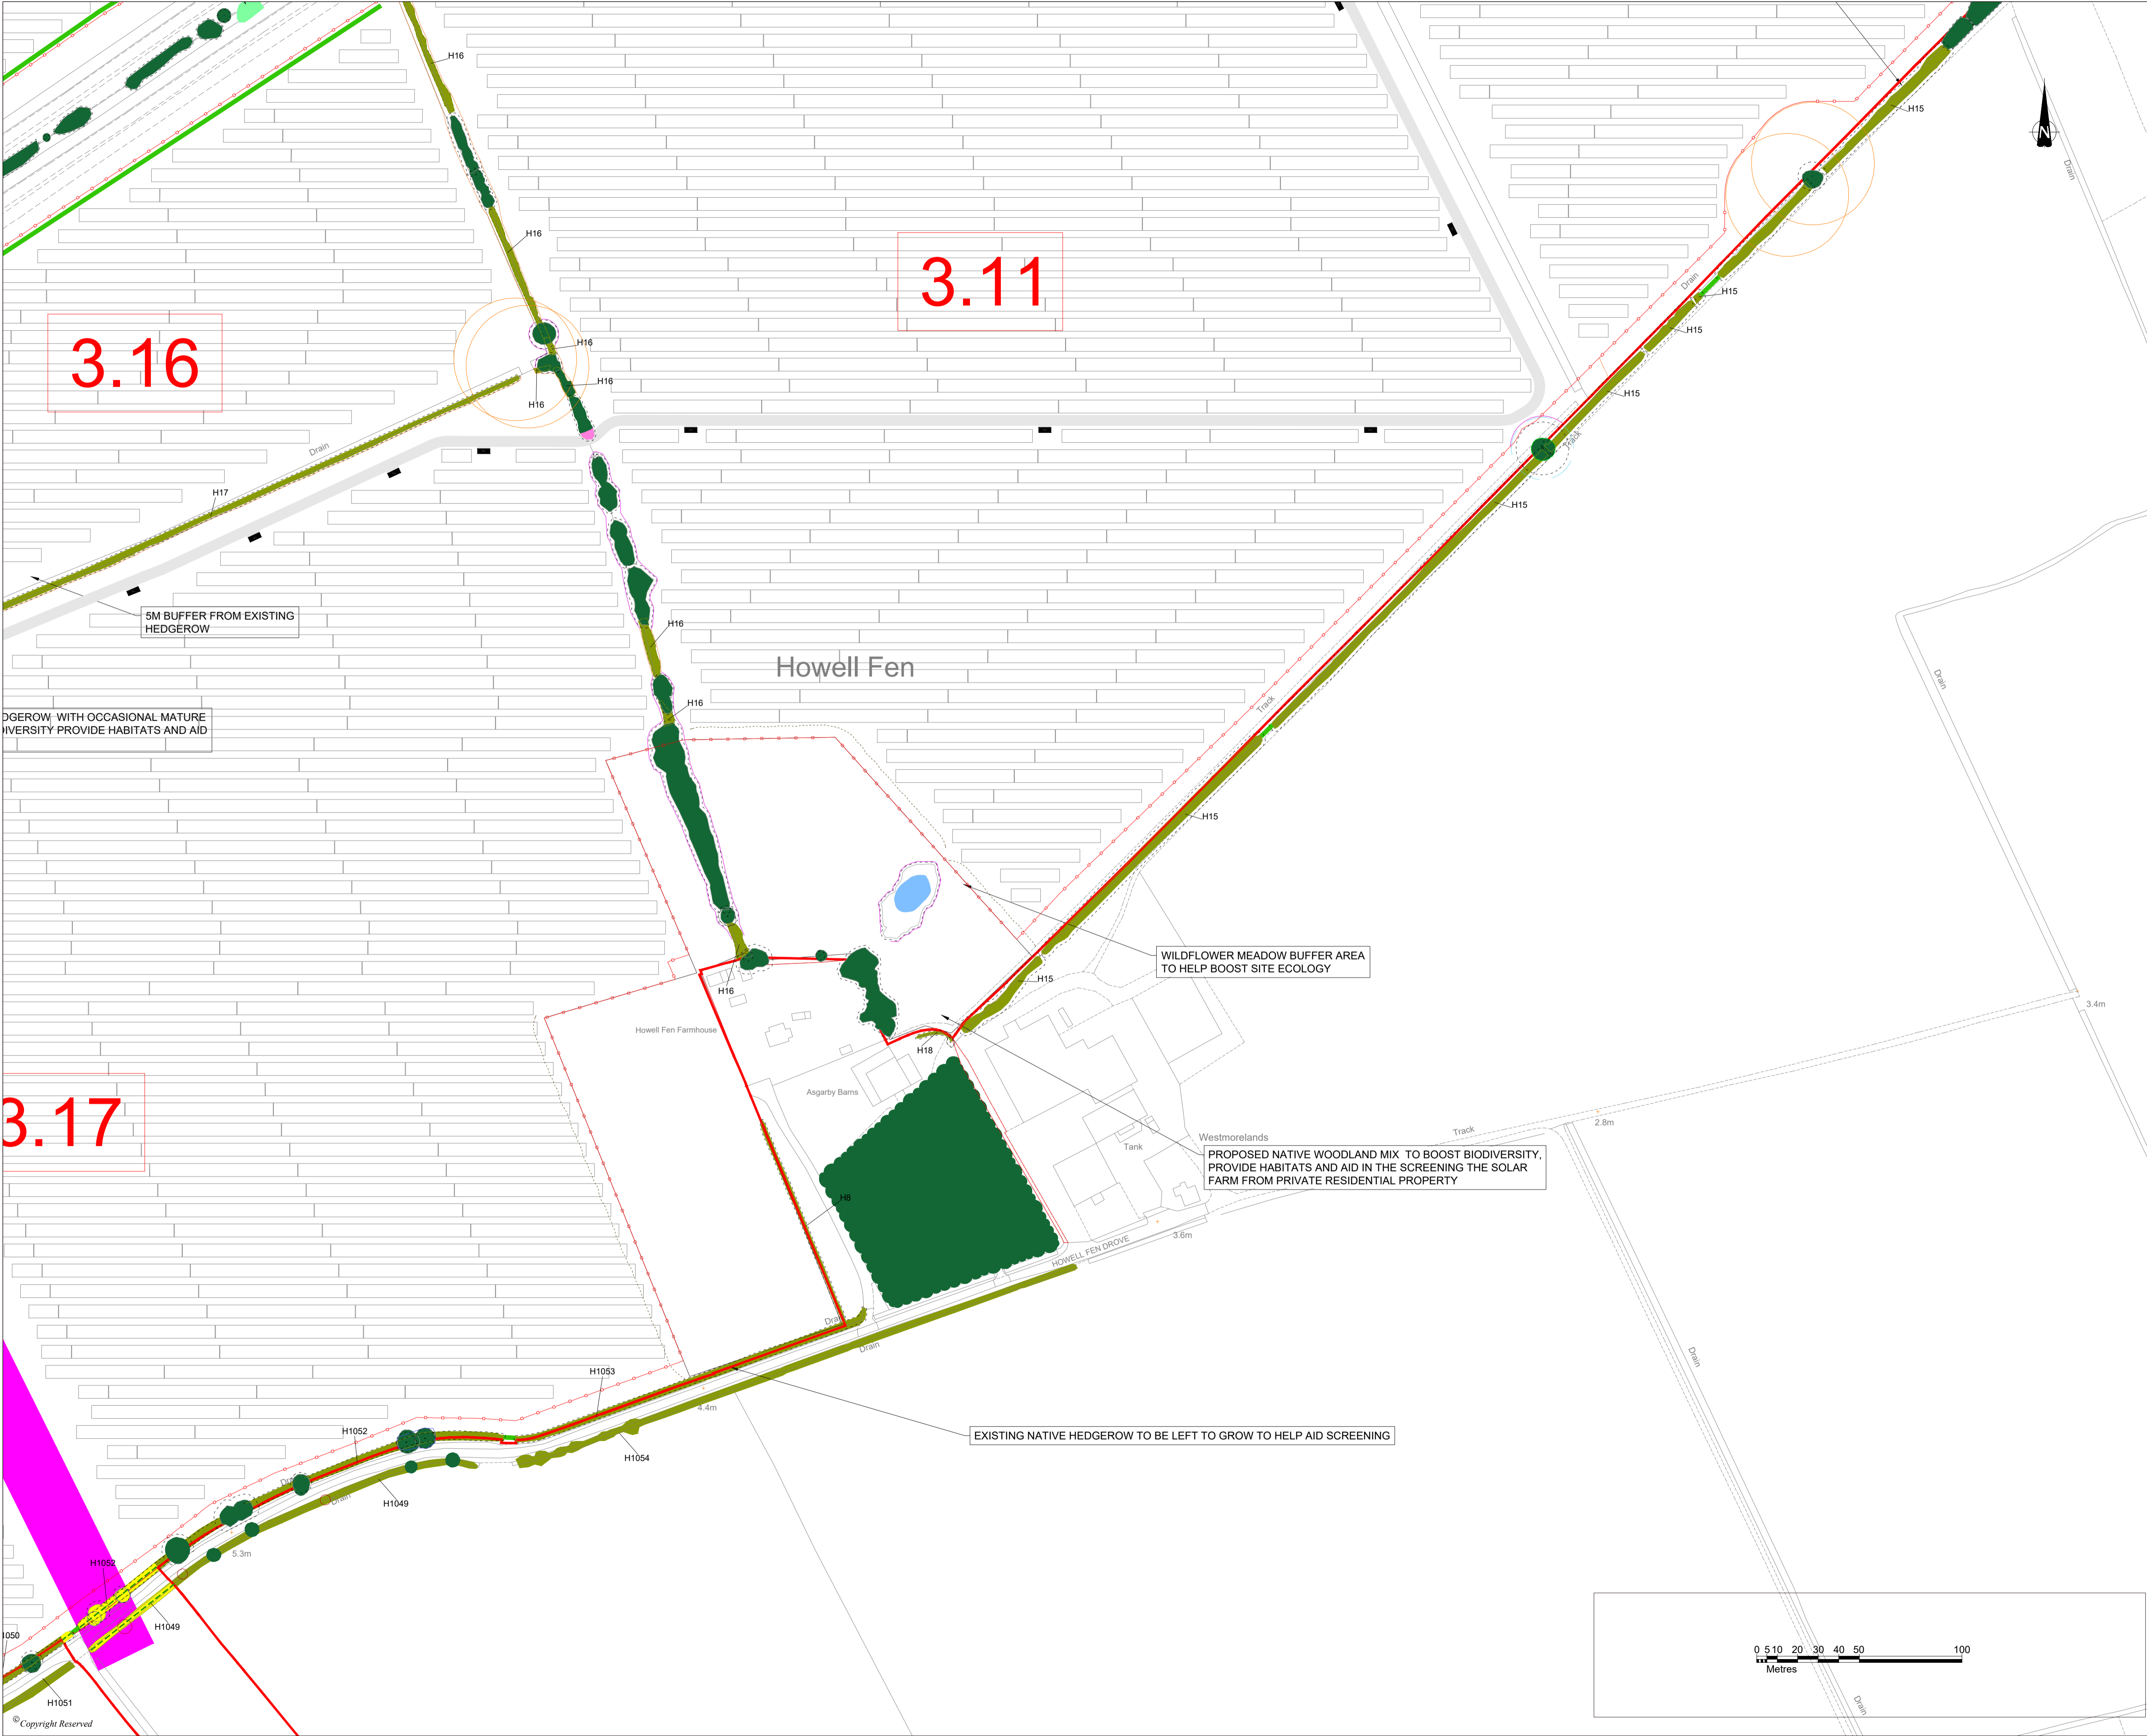 H16
H15
N
Drain
H16
3.11
Drain
H15
H15
3.16
H16
H16
H16
H15
Drain
Track
H17
H15
5M BUFFER FROM EXISTING
HEDGEROW
H16
Howell Fen
Drain
H16
Track
DGEROW WITH OCCASIONAL MATURE
IVERSITY PROVIDE HABITATS AND AID
H15
WILDFLOWER MEADOW BUFFER AREA
TO HELP BOOST SITE ECOLOGY
H15
H16
3.4m
Howell Fen Farmhouse
H18
Asgarby Barns
3.17
2.8m
Track
Westmorelands
Tank
PROPOSED NATIVE WOODLAND MIX TO BOOST BIODIVERSITY,
PROVIDE HABITATS AND AID IN THE SCREENING THE SOLAR
FARM FROM PRIVATE RESIDENTIAL PROPERTY
H8
3.6m
HOWELL FEN DROVE
Drain
Drain
Drain
H1053
4.4m
H1052
EXISTING NATIVE HEDGEROW TO BE LEFT TO GROW TO HELP AID SCREENING
H1054
Drain
Drain
H1049
5.3m
H1052
H1049
1050
0 5 10 20 30 40 50 100
Metres
H1051
Drain
© Copyright Reserved